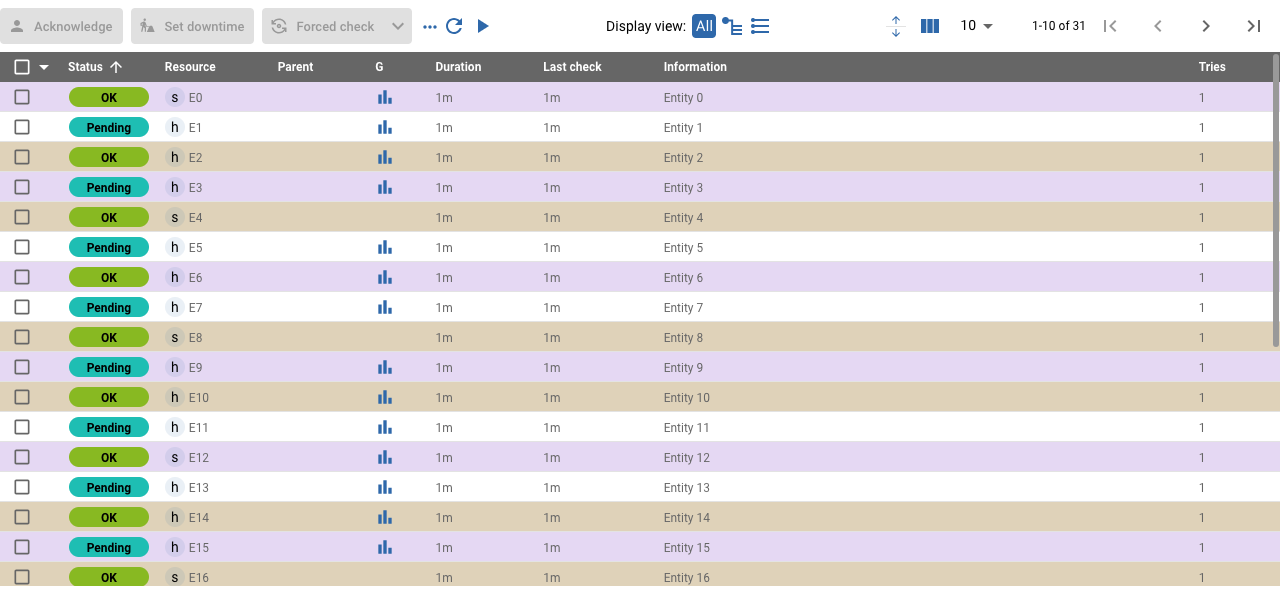 Acknowledge Set downtime Forced check Display view: All 10 1-10 of 31
Status Resource Parent G Duration Last check Information Tries
OK s E0 1m 1m Entity 0 1
Pending h E1 1m 1m Entity 1 1
OK h E2 1m 1m Entity 2 1
Pending h E3 1m 1m Entity 3 1
OK s E4 1m 1m Entity 4 1
Pending h E5 1m 1m Entity 5 1
OK h E6 1m 1m Entity 6 1
Pending h E7 1m 1m Entity 7 1
OK s E8 1m 1m Entity 8 1
Pending h E9 1m 1m Entity 9 1
OK h E10 1m 1m Entity 10 1
Pending h E11 1m 1m Entity 11 1
OK s E12 1m 1m Entity 12 1
Pending h E13 1m 1m Entity 13 1
OK h E14 1m 1m Entity 14 1
Pending h E15 1m 1m Entity 15 1
OK s E16 1m 1m Entity 16 1